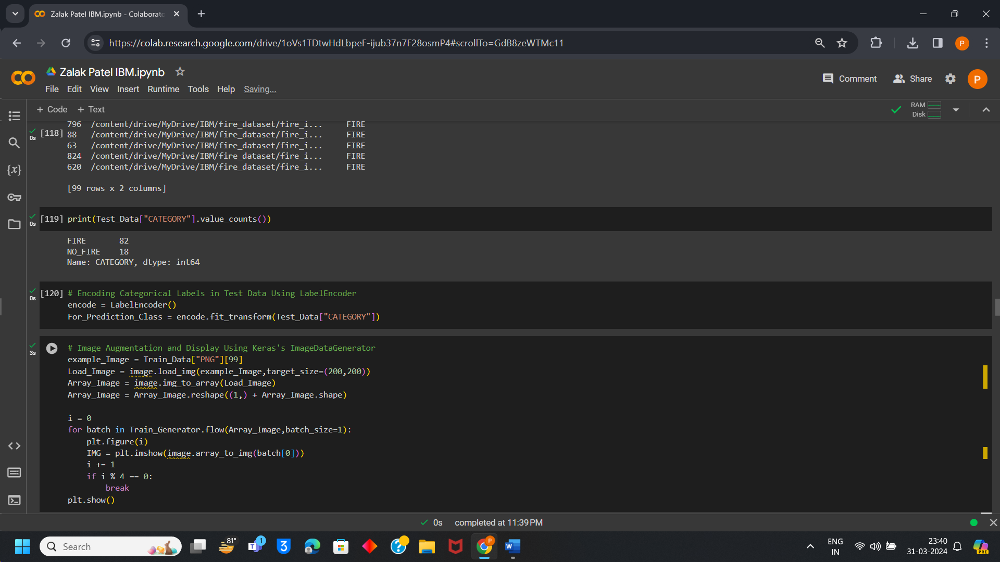 Zalak Patel IBM.ipynb - Colaborato
https://colab.research.google.com/drive/1oVs1TDtwHdLbpeF-ijub37n7F28osmP4#scrollTo=GdB8zeWTMc11
P
Zalak Patel IBM.ipynb
Comment
Share
P
File Edit View Insert Runtime Tools Help Saving...
+ Code + Text
RAM
Disk
796 /content/drive/MyDrive/IBM/fire_dataset/fire_i... FIRE
0s [118] 88 /content/drive/MyDrive/IBM/fire_dataset/fire_i... FIRE
63 /content/drive/MyDrive/IBM/fire_dataset/fire_i... FIRE
824 /content/drive/MyDrive/IBM/fire_dataset/fire_i... FIRE
620 /content/drive/MyDrive/IBM/fire_dataset/fire_i... FIRE
[99 rows x 2 columns]
0s [119] print(Test_Data["CATEGORY"].value_counts())
FIRE 82
NO_FIRE 18
Name: CATEGORY, dtype: int64
0s [120] # Encoding Categorical Labels in Test Data Using LabelEncoder
encode = LabelEncoder()
For_Prediction_Class = encode.fit_transform(Test_Data["CATEGORY"])
3s # Image Augmentation and Display Using Keras's ImageDataGenerator
example_Image = Train_Data["PNG"][99]
Load_Image = image.load_img(example_Image,target_size=(200,200))
Array_Image = image.img_to_array(Load_Image)
Array_Image = Array_Image.reshape((1,) + Array_Image.shape)
i = 0
for batch in Train_Generator.flow(Array_Image,batch_size=1):
plt.figure(i)
IMG = plt.imshow(image.array_to_img(batch[0]))
i += 1
if i % 4 == 0:
break
plt.show()
0s completed at 11:39 PM
Search
81°
1
P
ENG
IN
23:40
31-03-2024
PRE